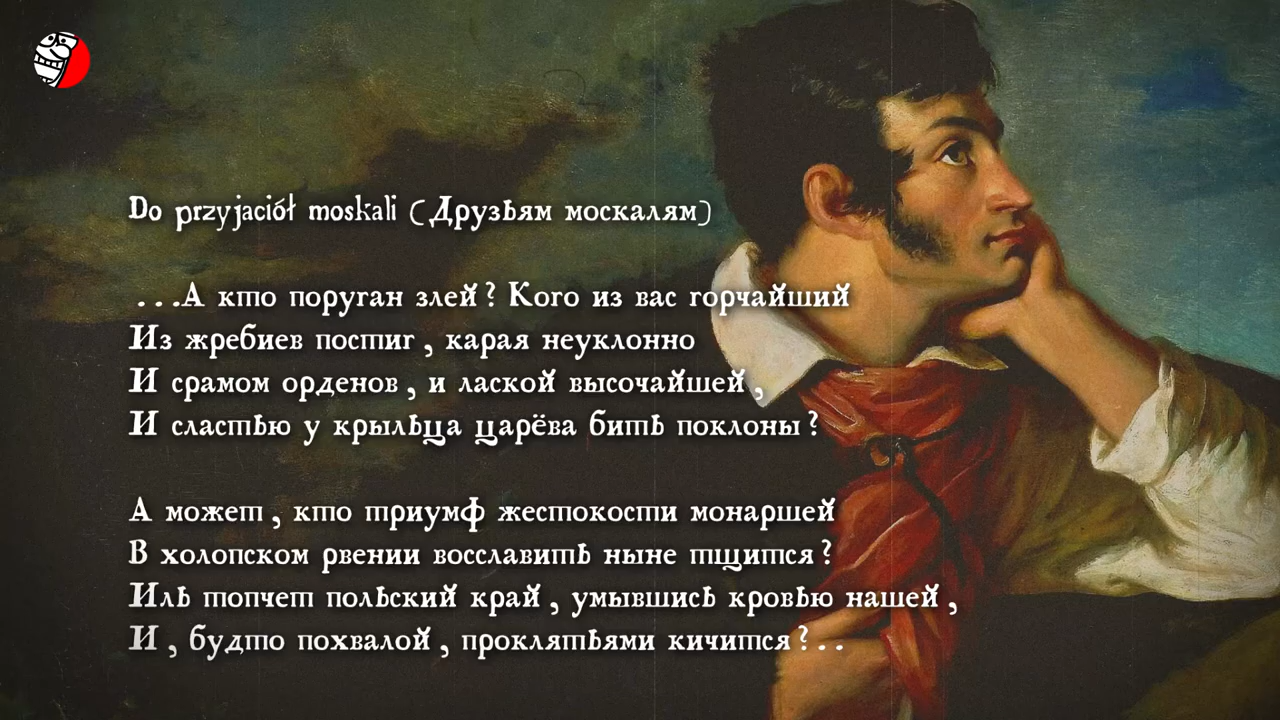 Do przyjaciół moskali (Друзьям москалям)
...А кто поруган злей? Кого из вас горчайший
Из жребиев постиг, карая неуклонно
И срамом орденов, и лаской высочайшей,
И сластью у крыльца царёва бить поклоны?
А может, кто триумф жестокости монаршей
В холопском рвении восславить ныне тщится?
Иль топчет польский край, умывшись кровью нашей,
И, будто похвалой, проклятьями кичится?..